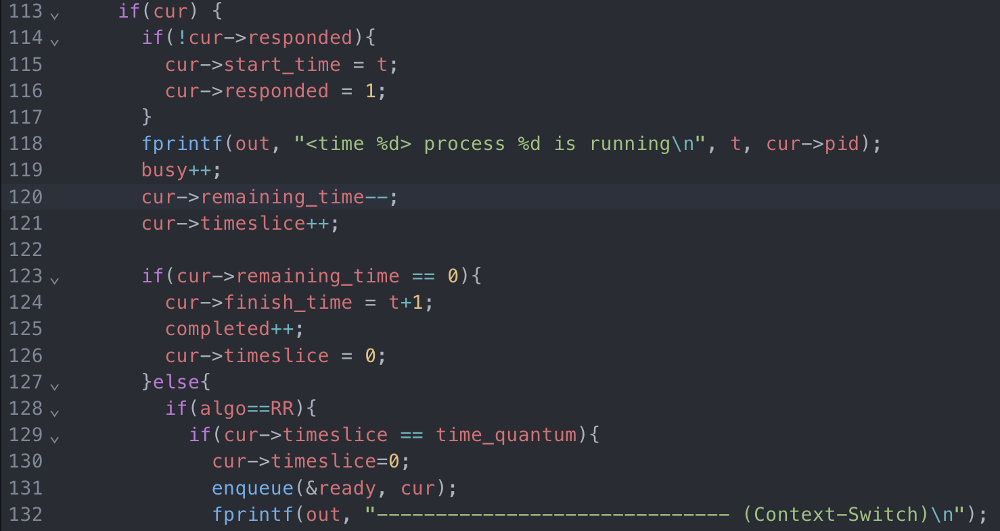 113 if(cur) {
114 if(!cur->responded){
115 cur->start_time = t;
116 cur->responded = 1;
117 }
118 fprintf(out, "<time %d> process %d is running\n", t, cur->pid);
119 busy++;
120 cur->remaining_time--;
121 cur->timeslice++;
122
123 if(cur->remaining_time == 0){
124 cur->finish_time = t+1;
125 completed++;
126 cur->timeslice = 0;
127 }else{
128 if(algo==RR){
129 if(cur->timeslice == time_quantum){
130 cur->timeslice=0;
131 enqueue(&ready, cur);
132 fprintf(out, "------------------------------ (Context-Switch)\n");